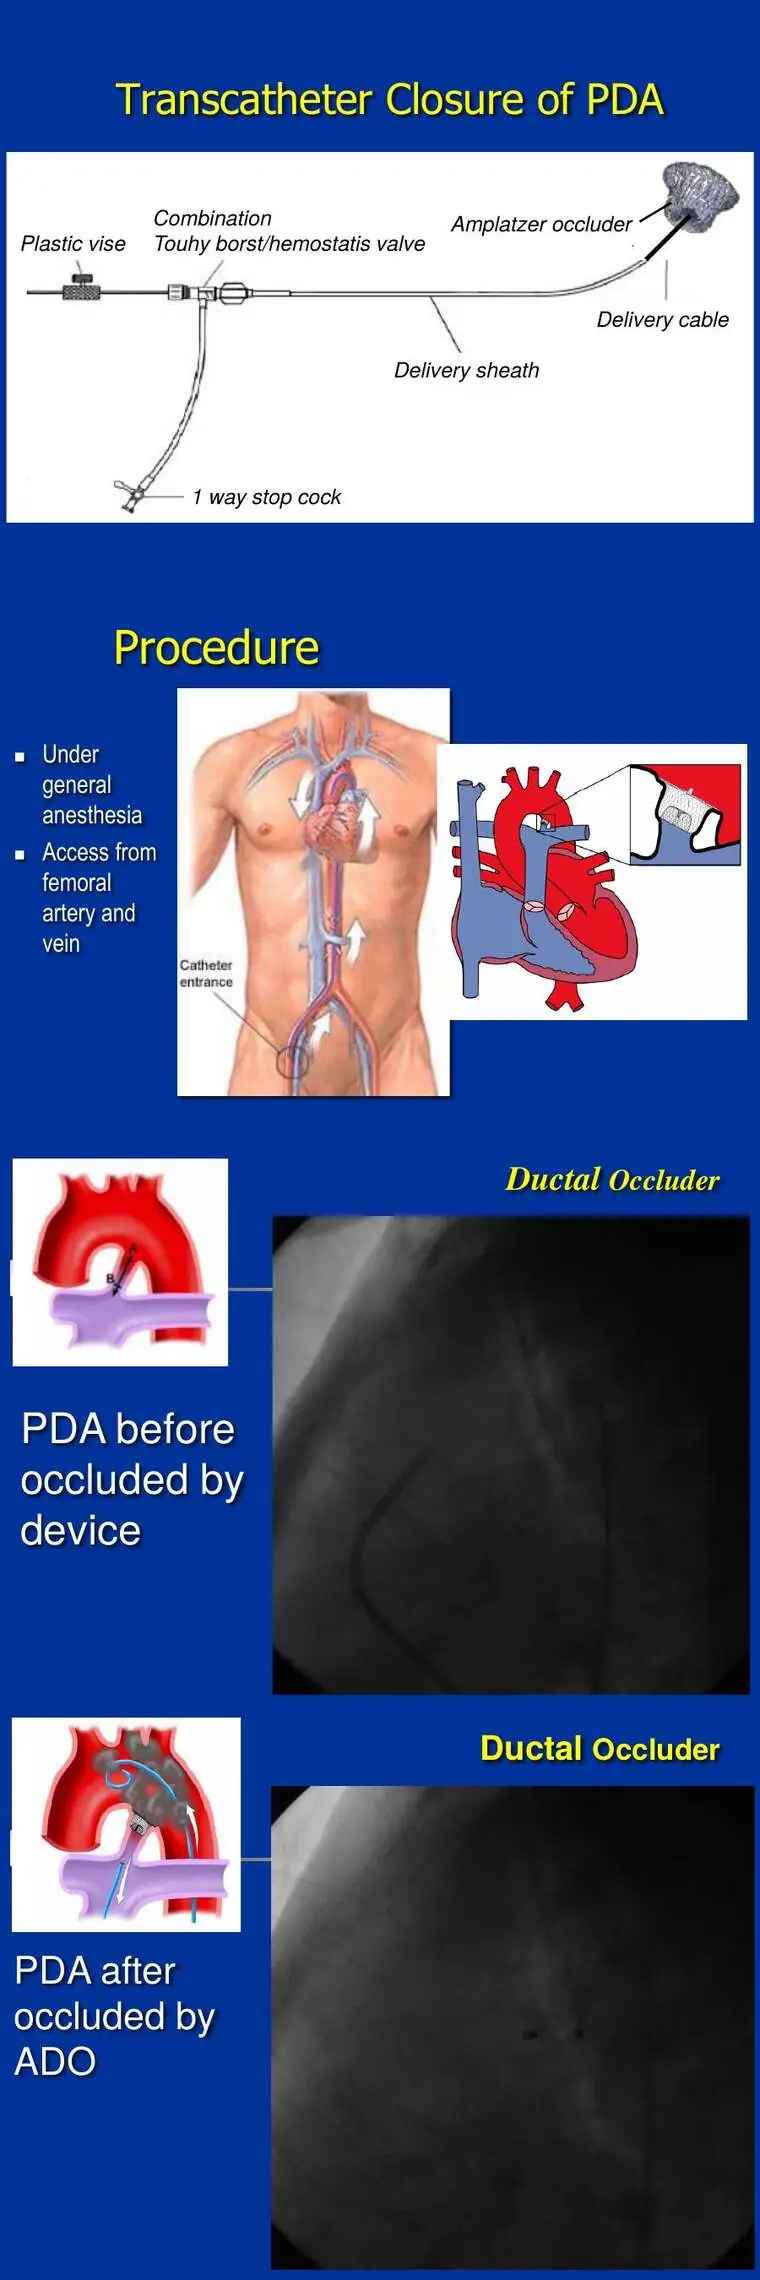 Transcatheter Closure of PDA
Combination
Plastic vise
Touhy borst/hemostatis valve
Amplatzer occluder
Delivery cable
Delivery sheath
1 way stop cock
Procedure
▪ Under
general
anesthesia
▪ Access from
femoral
artery and
vein
Catheter
entrance
Ductal Occluder
A
B
PDA before
occluded by
device
Ductal Occluder
PDA after
occluded by
ADO